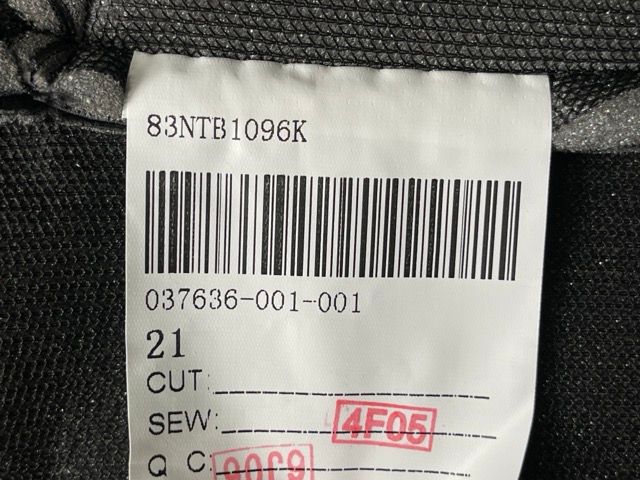 83NTB1096K
037636-001-001
21
CUT:
SEW: 4F05
Q C: